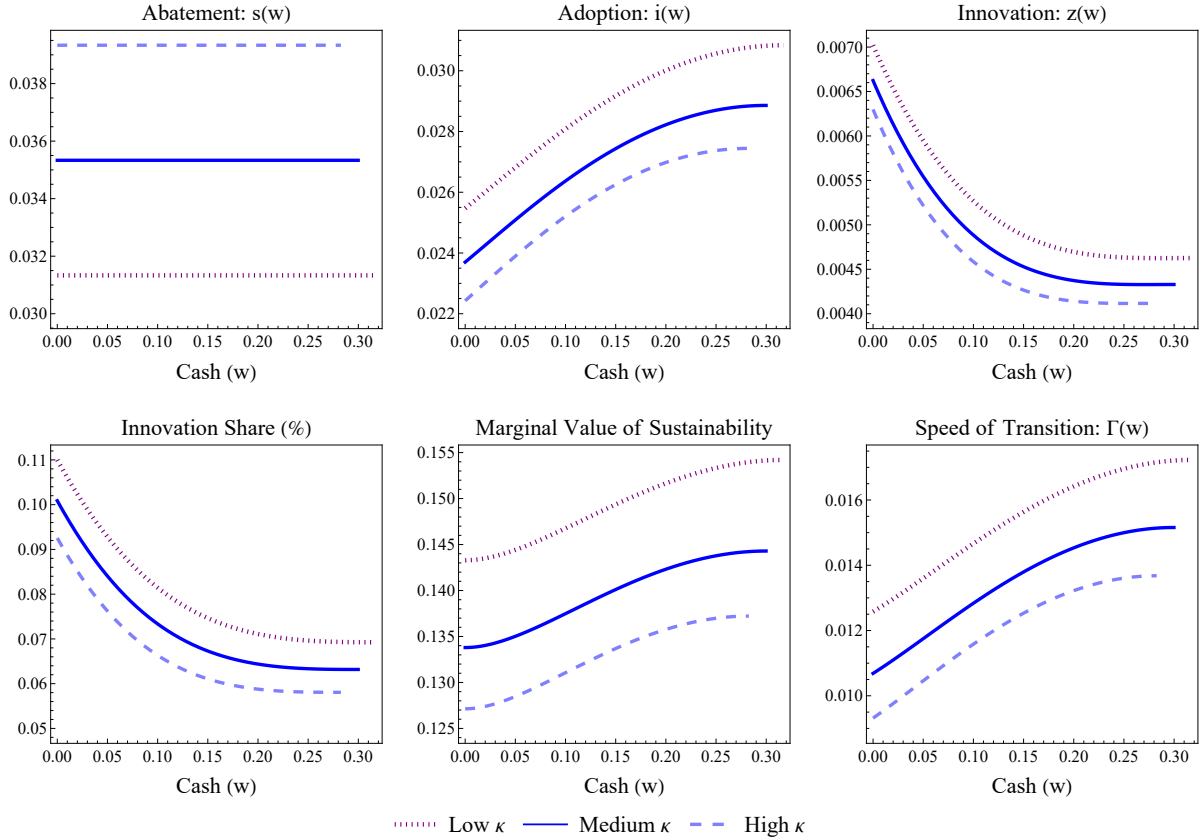 Abatement: s(w)
0.038
0.036
0.034
0.032
0.030
0.00 0.05 0.10 0.15 0.20 0.25 0.30
Cash (w)
Adoption: i(w)
0.030
0.028
0.026
0.024
0.022
0.00 0.05 0.10 0.15 0.20 0.25 0.30
Cash (w)
Innovation: z(w)
0.0070
0.0065
0.0060
0.0055
0.0050
0.0045
0.0040
0.00 0.05 0.10 0.15 0.20 0.25 0.30
Cash (w)
Innovation Share (%)
0.11
0.10
0.09
0.08
0.07
0.06
0.05
0.00 0.05 0.10 0.15 0.20 0.25 0.30
Cash (w)
Marginal Value of Sustainability
0.155
0.150
0.145
0.140
0.135
0.130
0.125
0.00 0.05 0.10 0.15 0.20 0.25 0.30
Cash (w)
Speed of Transition: Γ(w)
0.016
0.014
0.012
0.010
0.00 0.05 0.10 0.15 0.20 0.25 0.30
Cash (w)
Low κ Medium κ High κ